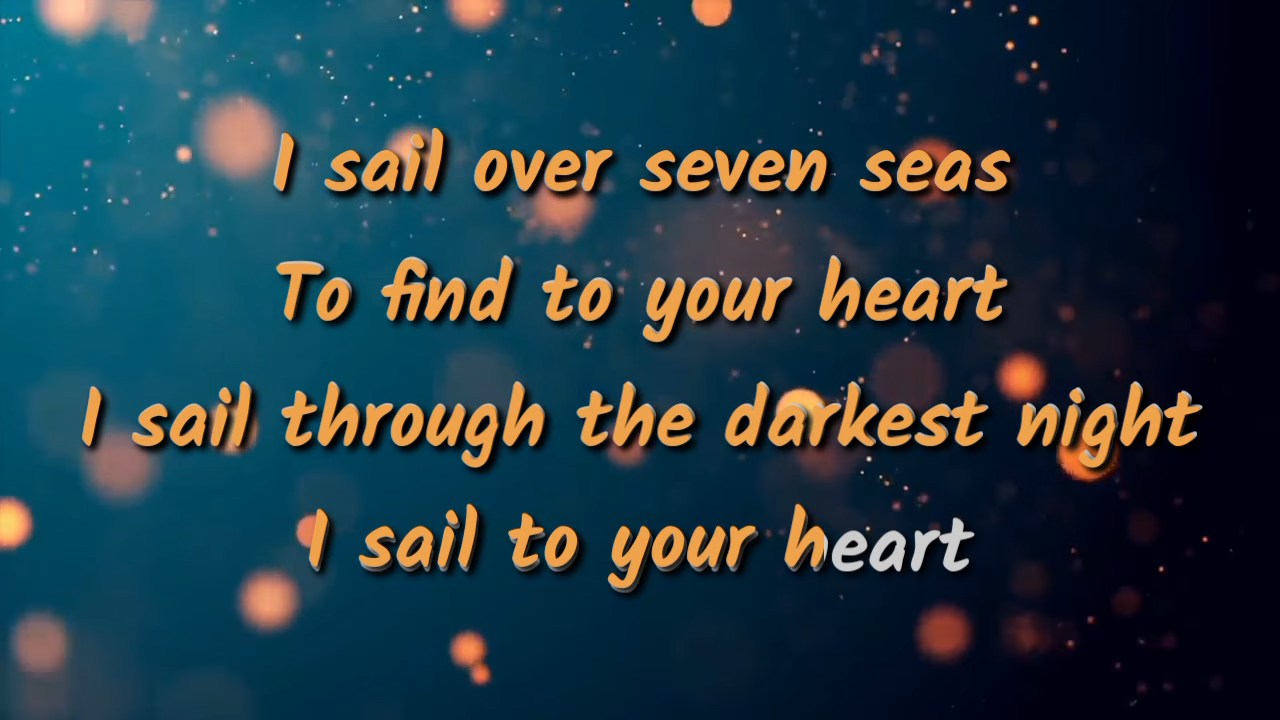 I sail over seven seas
To find to your heart
I sail through the darkest night
I sail to your heart